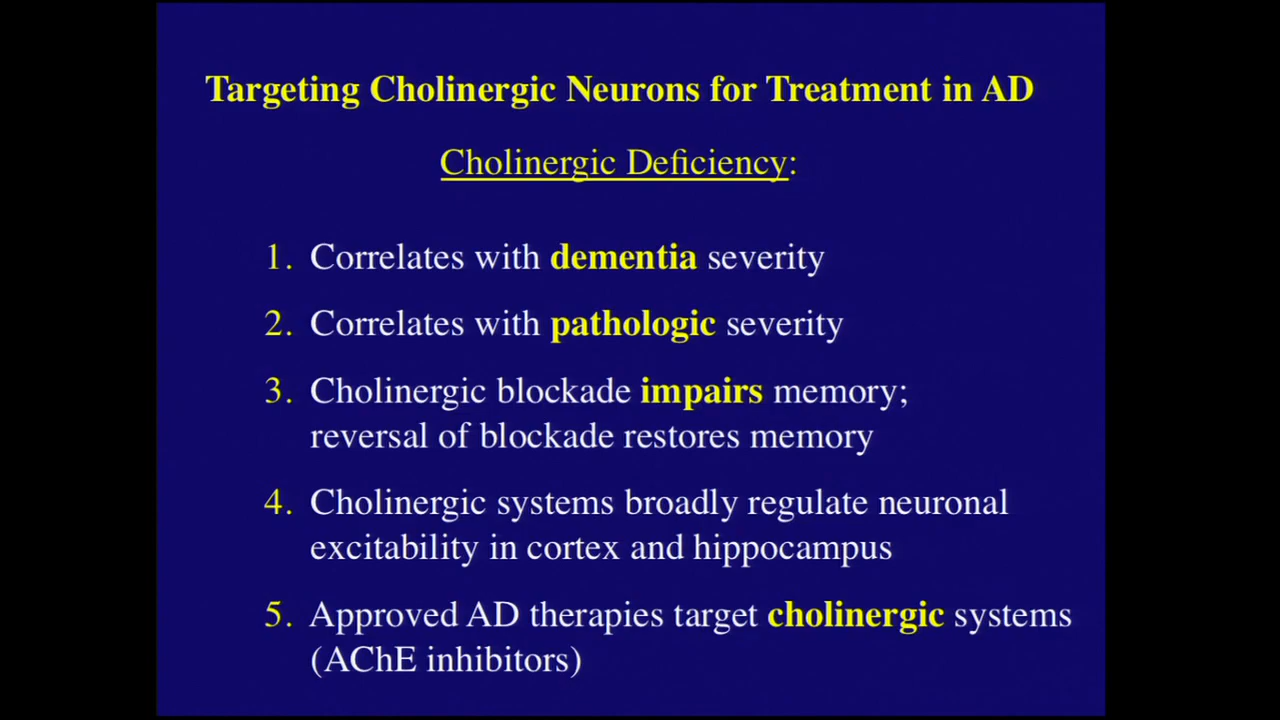 Targeting Cholinergic Neurons for Treatment in AD
Cholinergic Deficiency:
1. Correlates with dementia severity
2. Correlates with pathologic severity
3. Cholinergic blockade impairs memory;
reversal of blockade restores memory
4. Cholinergic systems broadly regulate neuronal
excitability in cortex and hippocampus
5. Approved AD therapies target cholinergic systems
(AChE inhibitors)